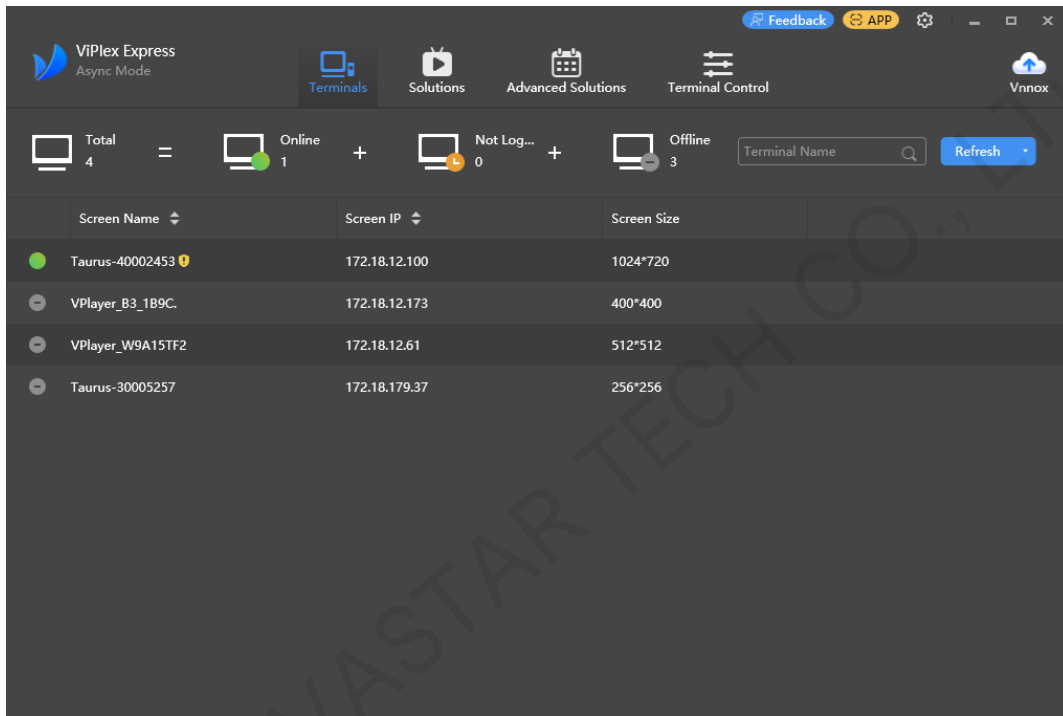 Feedback APP
ViPlex Express
Async Mode
Terminals Solutions Advanced Solutions Terminal Control Vnnox
Total 4 = Online 1 + Not Log... 0 + Offline 3 Terminal Name Refresh
Screen Name Screen IP Screen Size
Taurus-40002453 172.18.12.100 1024*720
VPlayer_B3_1B9C. 172.18.12.173 400*400
VPlayer_W9A15TF2 172.18.12.61 512*512
Taurus-30005257 172.18.179.37 256*256
VASTAR TECH CO.,